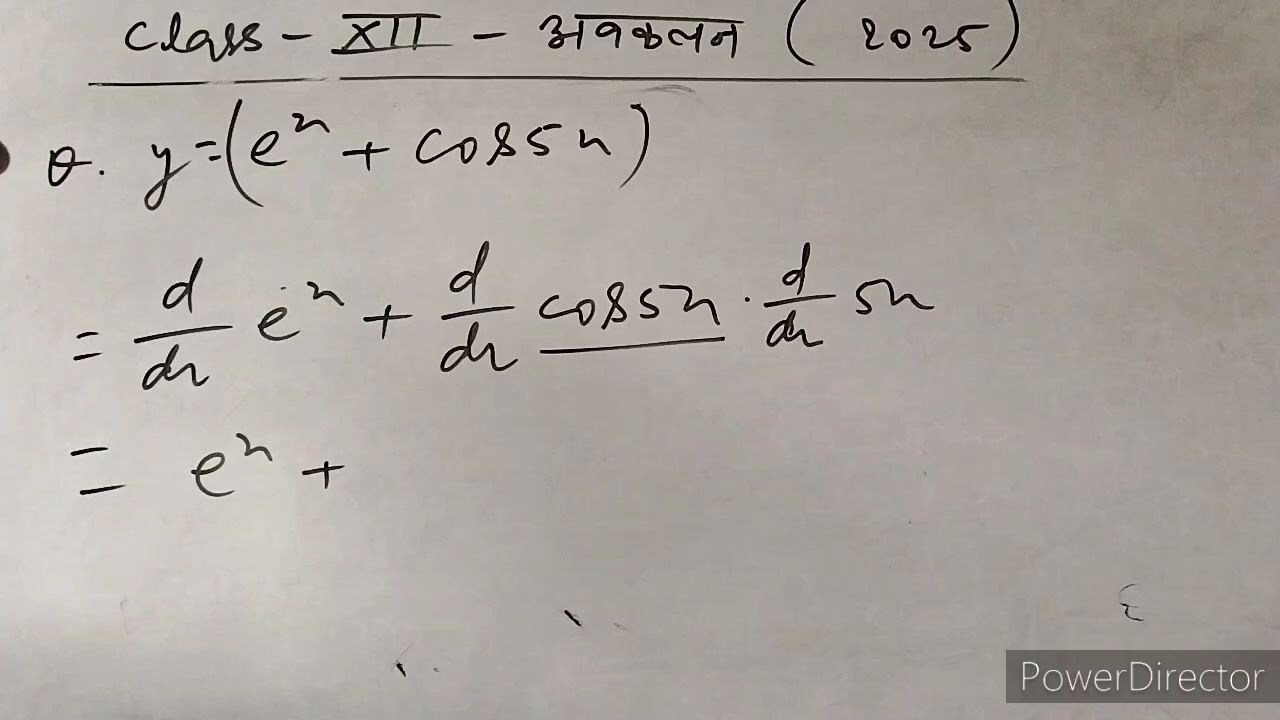 Class - XII - अवकलन ( 2025 )
Q. y = (e^x + cos5x)
= d/dx e^x + d/dx cos5x · d/dx 5x
= e^x +
PowerDirector